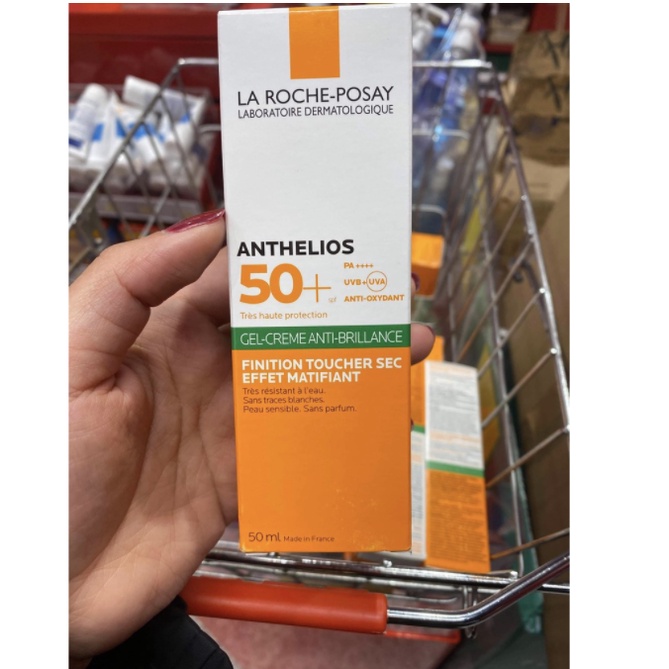 LA ROCHE-POSAY
LABORATOIRE DERMATOLOGIQUE
ANTHELIOS
50+
PA ++++
UVB+UVA
ANTI-OXYDANT
Très haute protection
GEL-CREME ANTI-BRILLANCE
FINITION TOUCHER SEC
EFFET MATIFIANT
Très résistant à l'eau.
Sans traces blanches.
Peau sensible. Sans parfum.
50 ml Made in France